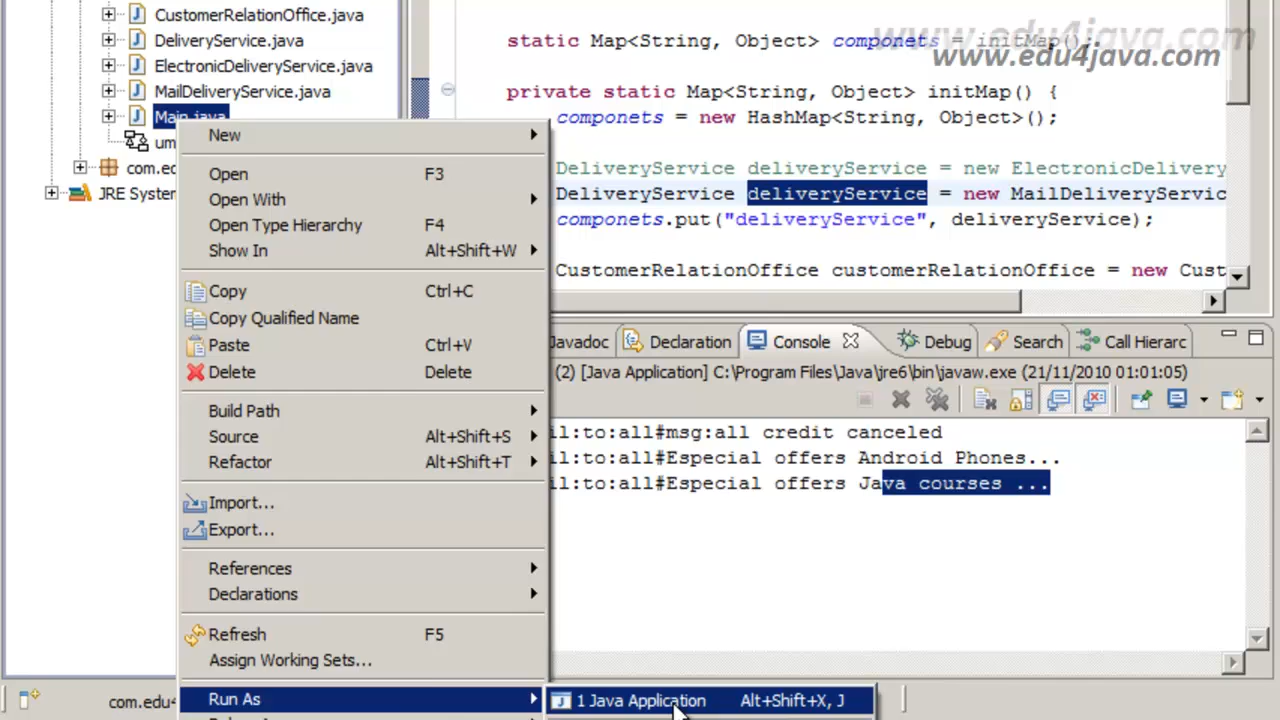 CustomerRelationOffice.java
DeliveryService.java
ElectronicDeliveryService.java
MailDeliveryService.java
Main.java
um
com.ed
JRE System
New
Open F3
Open With
Open Type Hierarchy F4
Show In Alt+Shift+W
Copy Ctrl+C
Copy Qualified Name
Paste Ctrl+V
Delete Delete
Build Path
Source Alt+Shift+S
Refactor Alt+Shift+T
Import...
Export...
References
Declarations
Refresh F5
Assign Working Sets...
Run As
1 Java Application Alt+Shift+X, J
com.edu4
www.edu4java.com
www.edu4java.com
static Map<String, Object> componets = initMap();
private static Map<String, Object> initMap() {
componets = new HashMap<String, Object>();
DeliveryService deliveryService = new ElectronicDelivery
DeliveryService deliveryService = new MailDeliveryServic
componets.put("deliveryService", deliveryService);
CustomerRelationOffice customerRelationOffice = new Cust
Javadoc Declaration Console Debug Search Call Hierarc
(2) [Java Application] C:\Program Files\Java\jre6\bin\javaw.exe (21/11/2010 01:01:05)
il:to:all#msg:all credit canceled
il:to:all#Especial offers Android Phones...
il:to:all#Especial offers Java courses ...